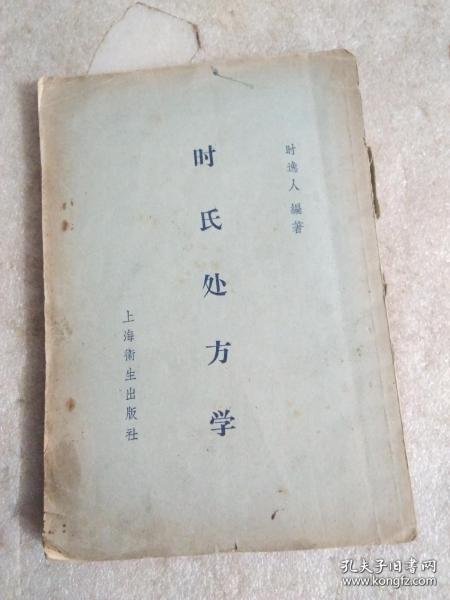 时逸人 編著
时氏处方学
上海衛生出版社
孔夫子旧书网
www.kongfz.com